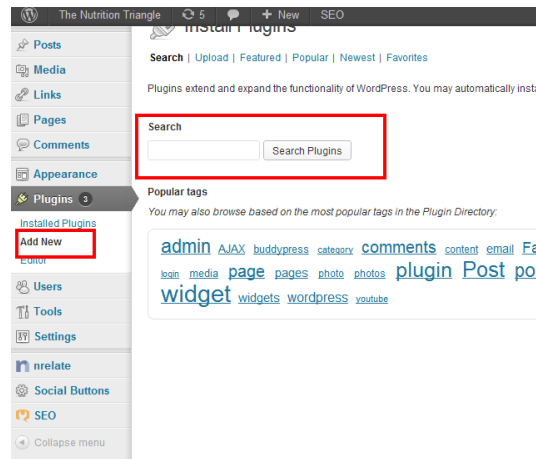 The Nutrition Triangle 5 + New SEO
Install Plugins
Search | Upload | Featured | Popular | Newest | Favorites
Plugins extend and expand the functionality of WordPress. You may automatically insta
Search
Search Plugins
Popular tags
You may also browse based on the most popular tags in the Plugin Directory:
admin AJAX buddypress category comments content email Fa
login media page pages photo photos plugin Post po
widget widgets wordpress youtube
Posts
Media
Links
Pages
Comments
Appearance
Plugins 3
Installed Plugins
Add New
Editor
Users
Tools
Settings
nrelate
Social Buttons
SEO
Collapse menu